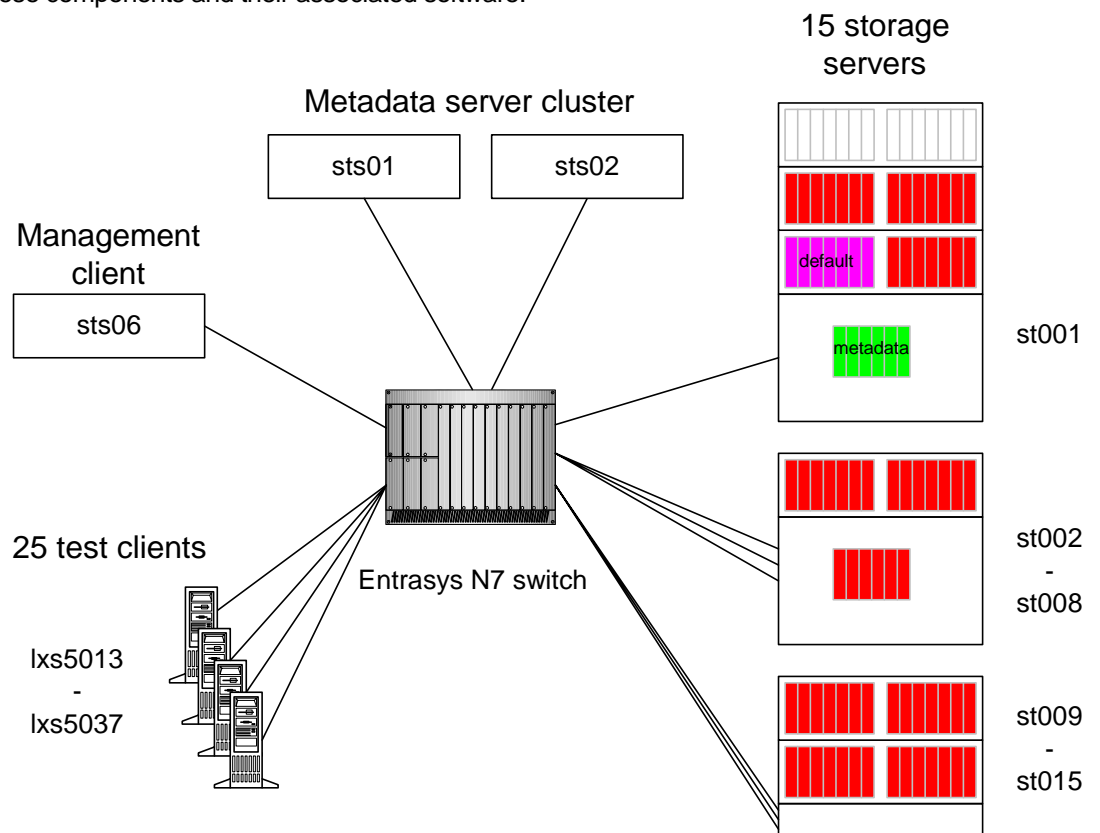 15 storage
servers
Metadata server cluster
sts01
sts02
Management
client
sts06
default
metadata
st001
25 test clients
Entrasys N7 switch
st002
-
st008
lxs5013
-
lxs5037
st009
-
st015